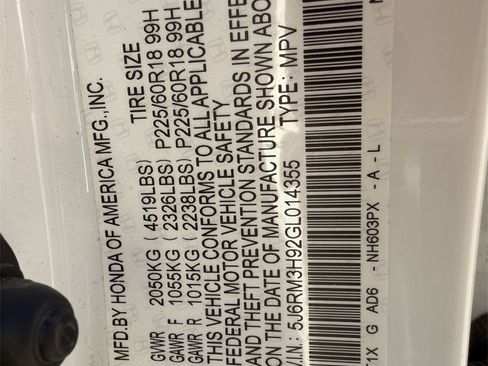 MFD.BY HONDA OF AMERICA MFG.,INC.
TIRE SIZE
GVWR 2050KG ( 4519LBS) P225/60R18 99H
GAWR F 1055KG ( 2326LBS) P225/60R18 99H
GAWR R 1015KG ( 2238LBS)
THIS VEHICLE CONFORMS TO ALL APPLICABLE
FEDERAL MOTOR VEHICLE SAFETY
AND THEFT PREVENTION STANDARDS IN EFFE
DATE OF MANUFACTURE SHOWN ABO
V.I.N.: 5J6RM3H92GL014355 TYPE: MPV
T1X G AD6 - NH603PX - A - L